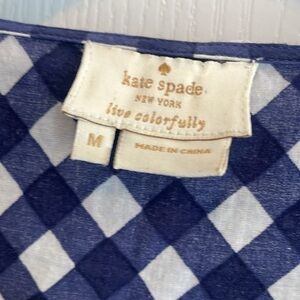 kate spade
NEW YORK
live colorfully
M
MADE IN CHINA